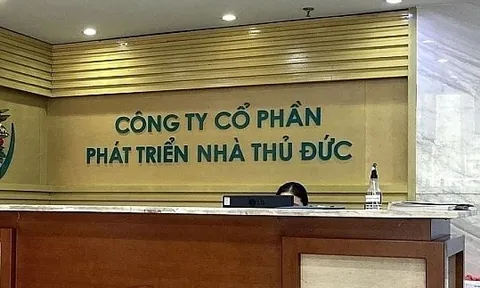 CÔNG TY CỔ PHẦN
PHÁT TRIỂN NHÀ THỦ ĐỨC